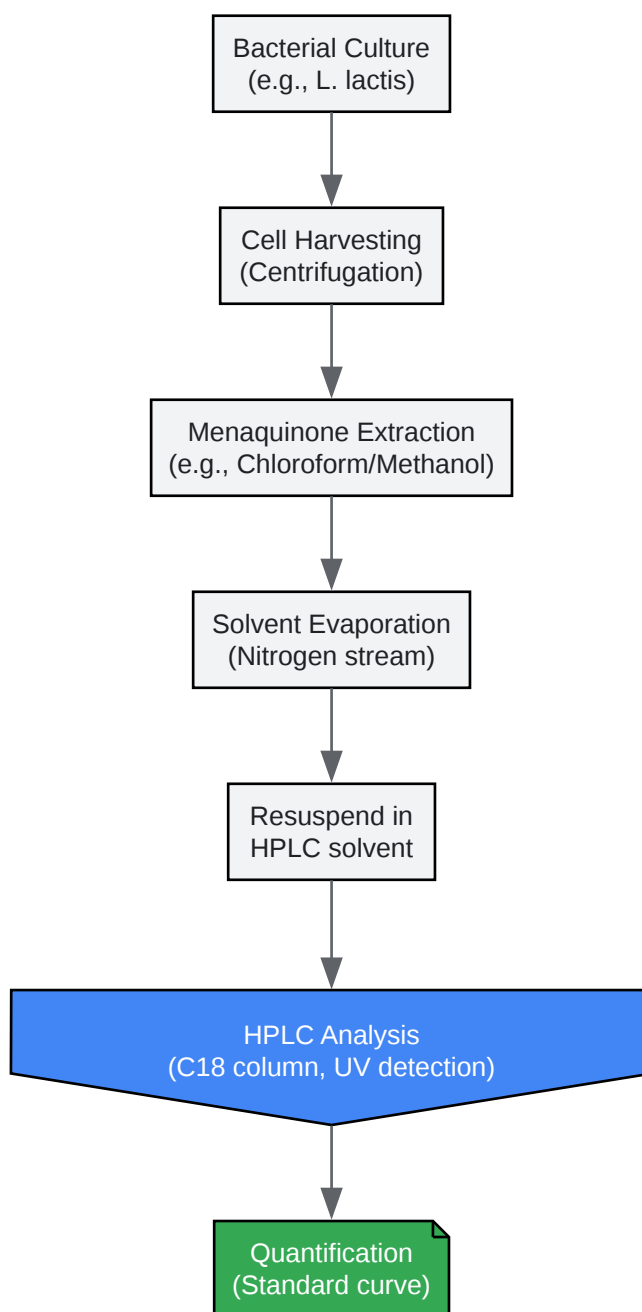 Bacterial Culture
(e.g., L. lactis)
Cell Harvesting
(Centrifugation)
Menaquinone Extraction
(e.g., Chloroform/Methanol)
Solvent Evaporation
(Nitrogen stream)
Resuspend in
HPLC solvent
HPLC Analysis
(C18 column, UV detection)
Quantification
(Standard curve)